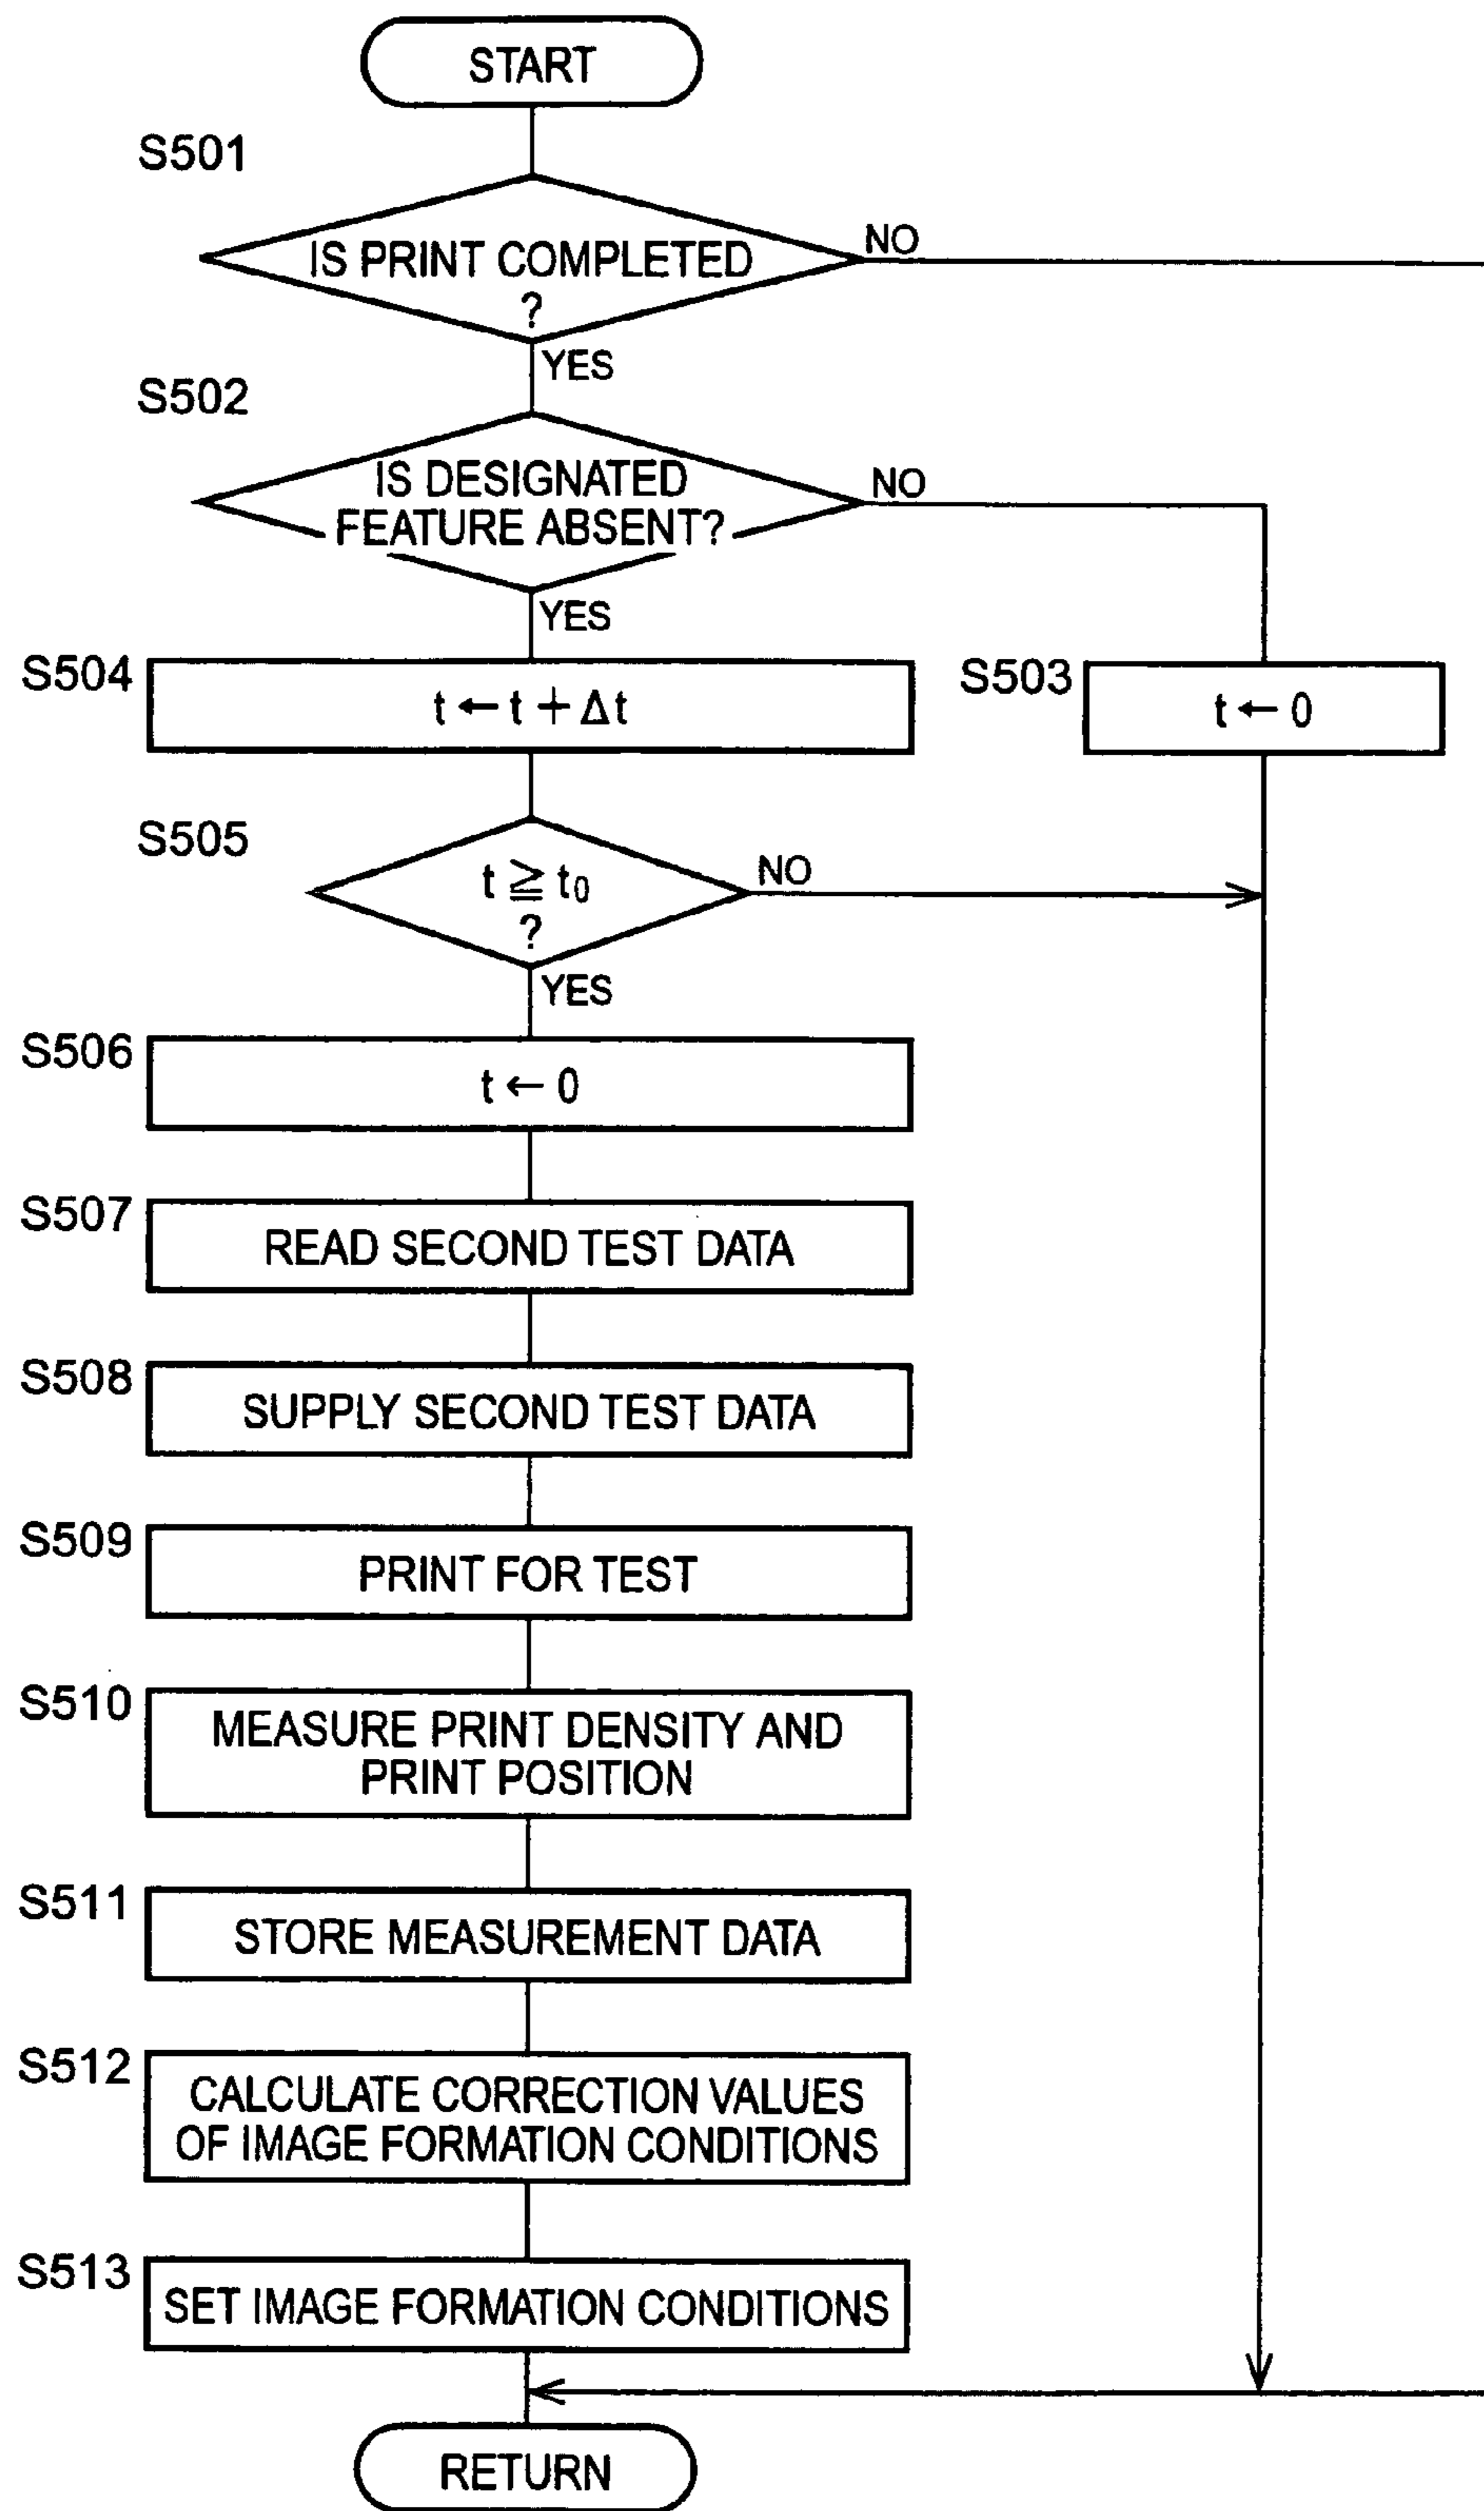 START
S501
IS PRINT COMPLETED
?
NO
YES
S502
IS DESIGNATED
FEATURE ABSENT?
NO
YES
S504
t ← t + Δt
S503
t ← 0
S505
t ≧ t₀
?
NO
YES
S506
t ← 0
S507
READ SECOND TEST DATA
S508
SUPPLY SECOND TEST DATA
S509
PRINT FOR TEST
S510
MEASURE PRINT DENSITY AND
PRINT POSITION
S511
STORE MEASUREMENT DATA
S512
CALCULATE CORRECTION VALUES
OF IMAGE FORMATION CONDITIONS
S513
SET IMAGE FORMATION CONDITIONS
RETURN